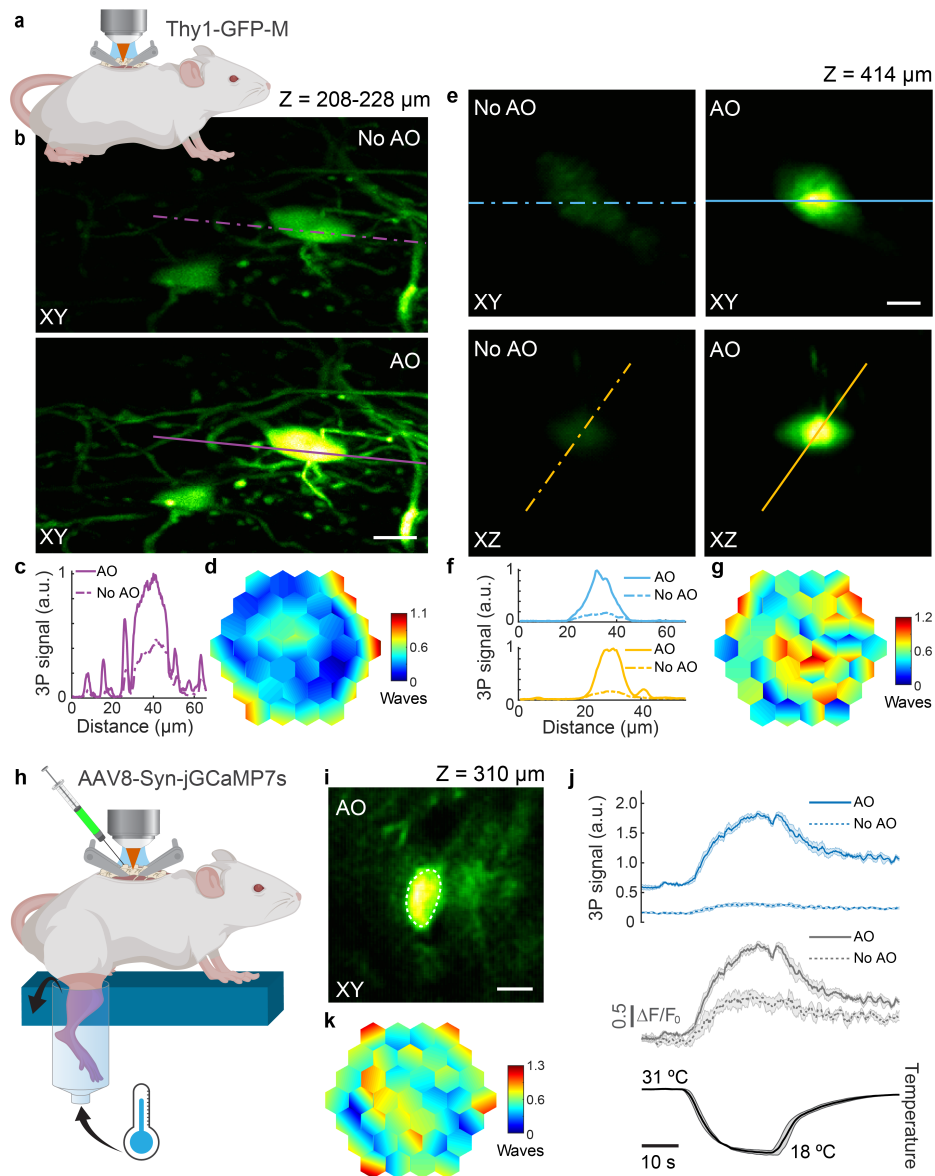 a
Thy1-GFP-M
Z = 208-228 µm
b
No AO
XY
AO
XY
Z = 414 µm
e
No AO
XY
AO
XY
No AO
XZ
AO
XZ
c
3P signal (a.u.)
1
0
AO
No AO
0 20 40 60
Distance (µm)
d
1.1
0.6
0
Waves
f
3P signal (a.u.)
1
0
AO
No AO
1
0
AO
No AO
0 20 40
Distance (µm)
g
1.2
0.6
0
Waves
h
AAV8-Syn-jGCaMP7s
i
Z = 310 µm
AO
XY
j
3P signal (a.u.)
2.0
1.5
1.0
0.5
0
AO
No AO
AO
No AO
0.5
ΔF/F₀
31 ºC
18 ºC
10 s
Temperature
k
1.3
0.6
0
Waves